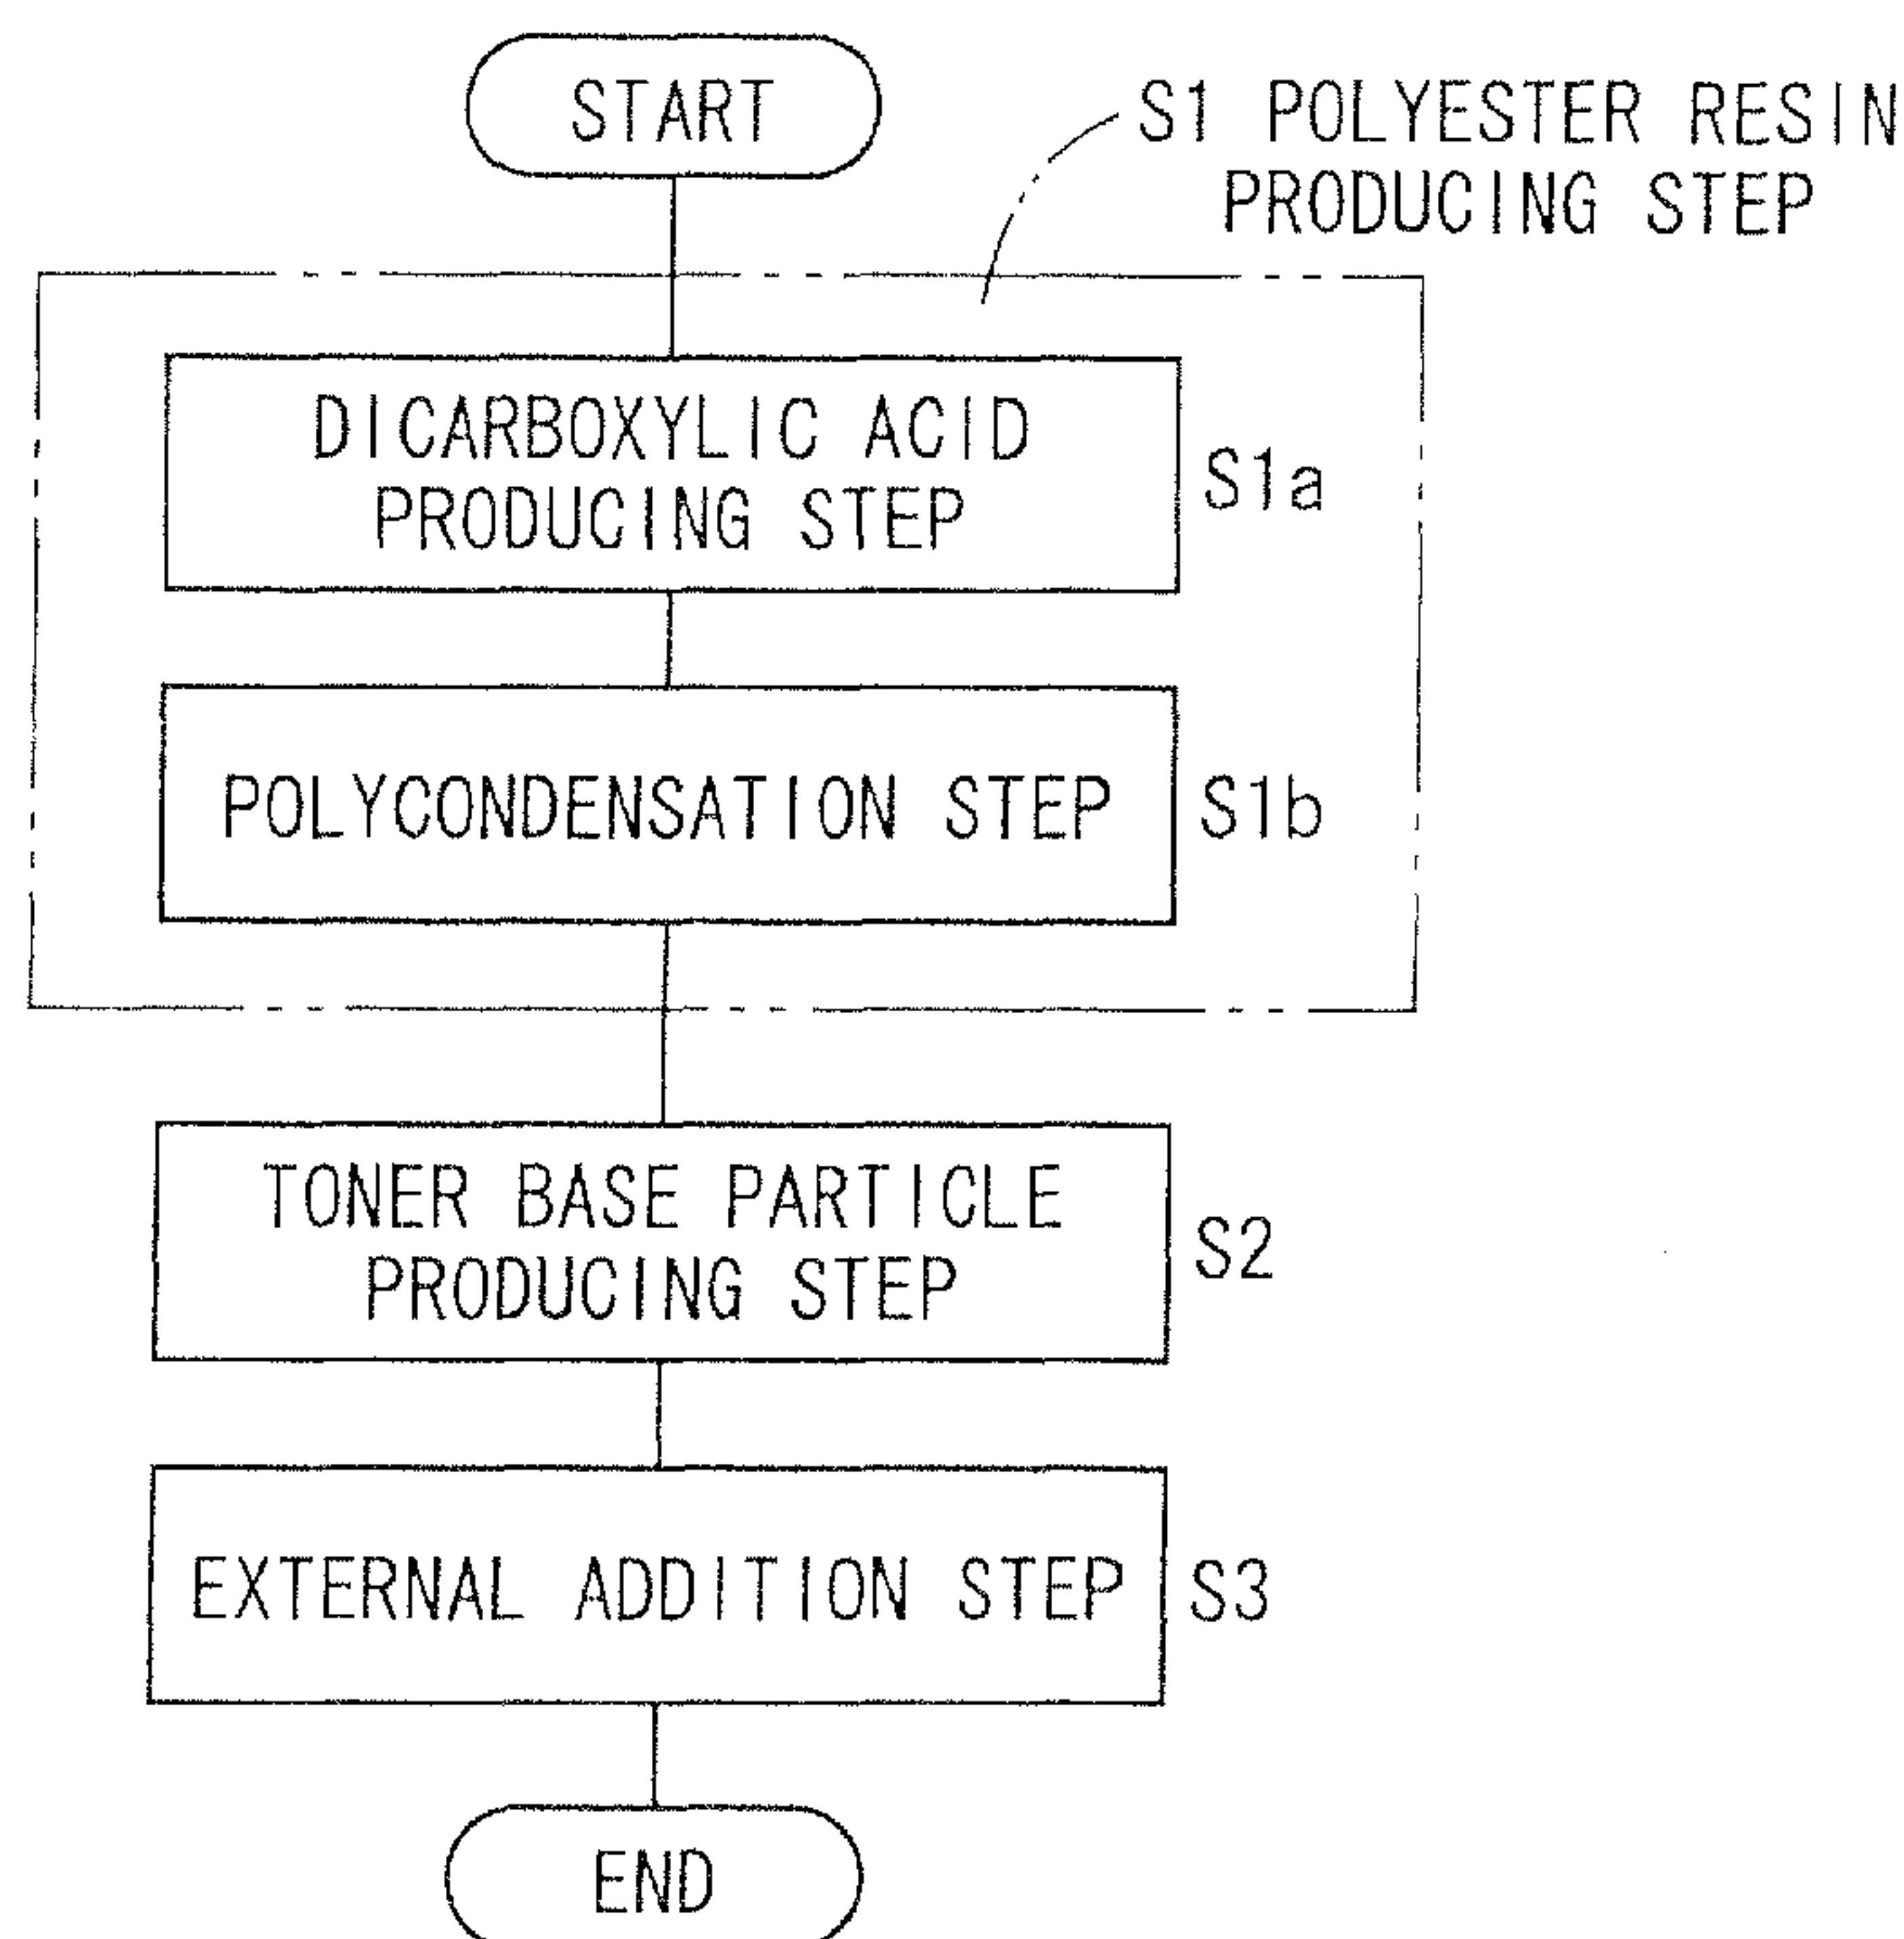 START
S1 POLYESTER RESIN
PRODUCING STEP
DICARBOXYLIC ACID
PRODUCING STEP
S1a
POLYCONDENSATION STEP
S1b
TONER BASE PARTICLE
PRODUCING STEP
S2
EXTERNAL ADDITION STEP
S3
END